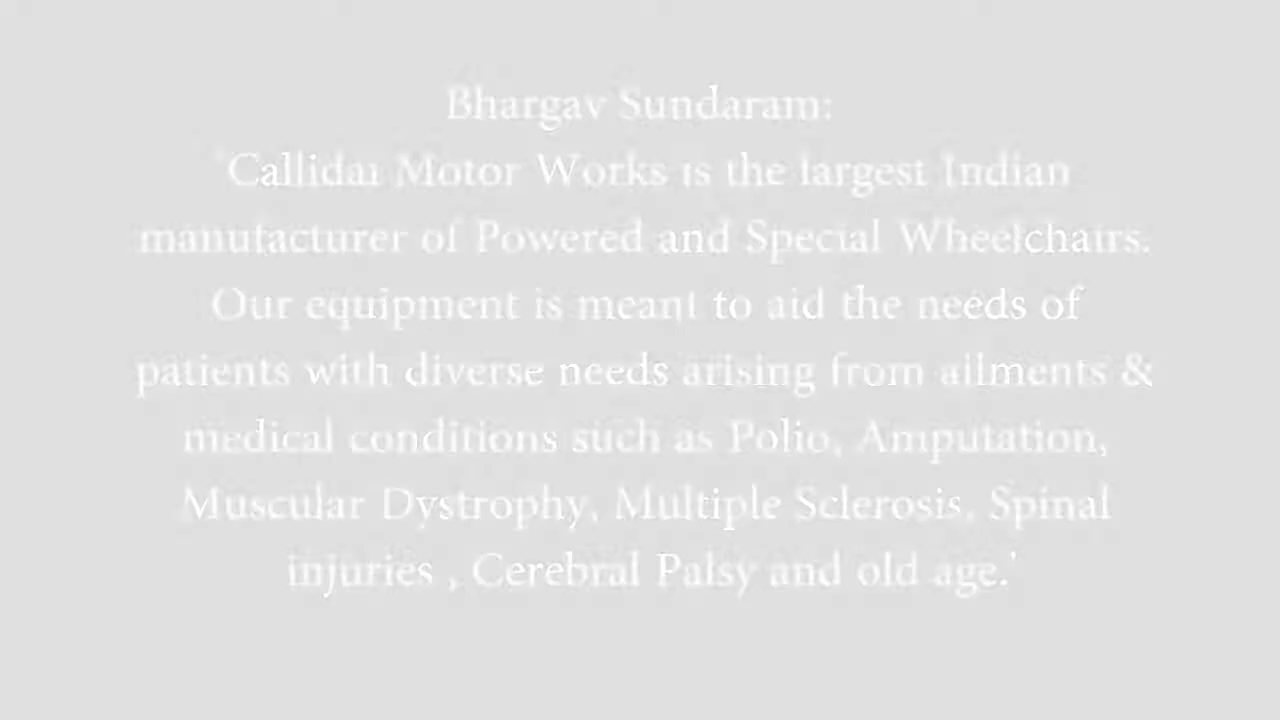 Bhargav Sundaram:
'Callidai Motor Works is the largest Indian
manufacturer of Powered and Special Wheelchairs.
Our equipment is meant to aid the needs of
patients with diverse needs arising from ailments &
medical conditions such as Polio, Amputation,
Muscular Dystrophy, Multiple Sclerosis, Spinal
injuries , Cerebral Palsy and old age.'